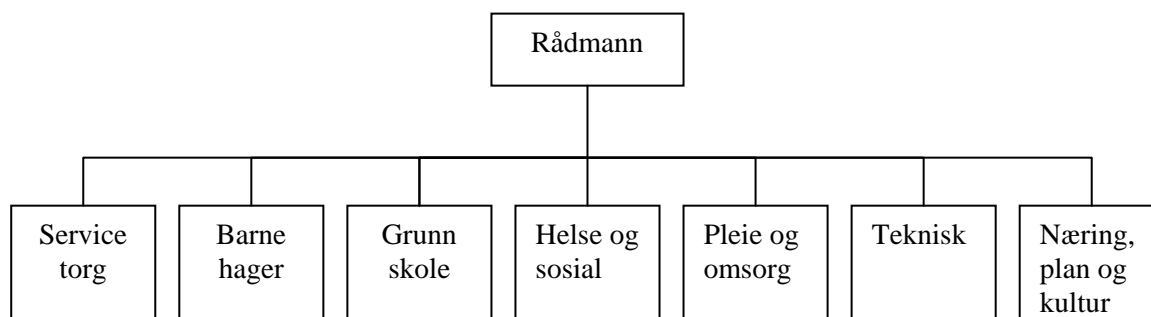 Rådmann
Service
torg
Barne
hager
Grunn
skole
Helse og
sosial
Pleie og
omsorg
Teknisk
Næring,
plan og
kultur